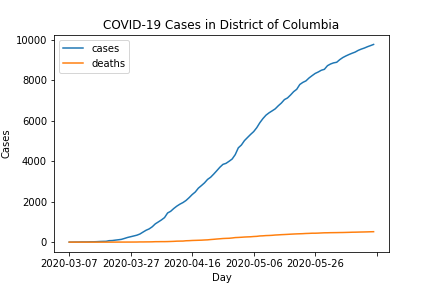 COVID-19 Cases in District of Columbia
10000
8000
6000
4000
2000
0
Cases
cases
deaths
2020-03-07 2020-03-27 2020-04-16 2020-05-06 2020-05-26
Day